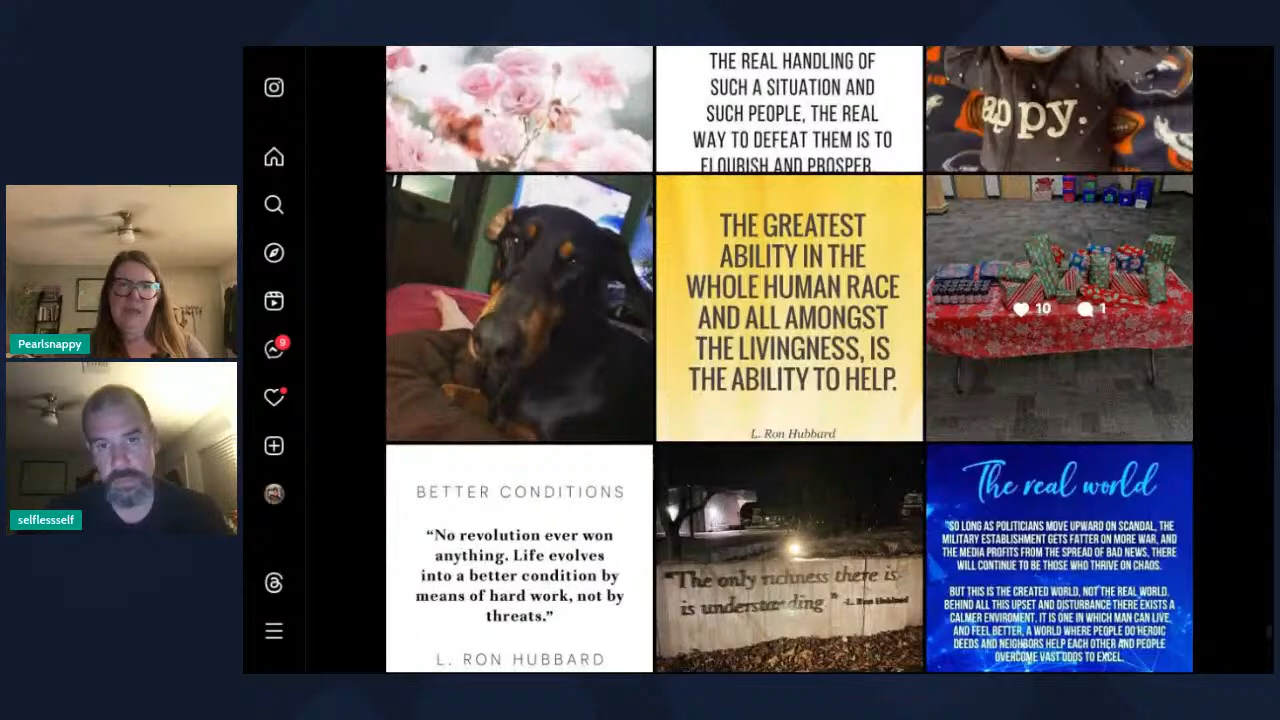 THE REAL HANDLING OF
SUCH A SITUATION AND
SUCH PEOPLE, THE REAL
WAY TO DEFEAT THEM IS TO
FLOURISH AND PROSPER.
appy.
THE GREATEST
ABILITY IN THE
WHOLE HUMAN RACE
AND ALL AMONGST
THE LIVINGNESS, IS
THE ABILITY TO HELP.
L. Ron Hubbard
10
1
9
Pearlsnappy
selflessself
BETTER CONDITIONS
“No revolution ever won
anything. Life evolves
into a better condition by
means of hard work, not by
threats.”
L. RON HUBBARD
"The only richness there is
is understanding." -L. Ron Hubbard
The real world
"SO LONG AS POLITICIANS MOVE UPWARD ON SCANDAL, THE
MILITARY ESTABLISHMENT GETS FATTER ON MORE WAR, AND
THE MEDIA PROFITS FROM THE SPREAD OF BAD NEWS, THERE
WILL CONTINUE TO BE THOSE WHO THRIVE ON CHAOS.
BUT THIS IS THE CREATED WORLD, NOT THE REAL WORLD.
BEHIND ALL THIS UPSET AND DISTURBANCE THERE EXISTS A
CALMER ENVIROMENT. IT IS ONE IN WHICH MAN CAN LIVE
AND FEEL BETTER, A WORLD WHERE PEOPLE DO HEROIC
DEEDS AND NEIGHBORS HELP EACH OTHER AND PEOPLE
OVERCOME VAST ODDS TO EXCEL.